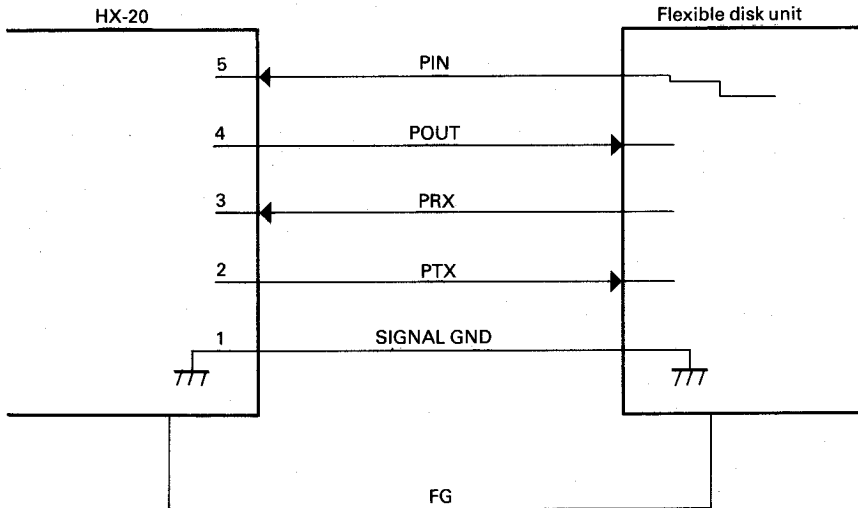 HX-20
Flexible disk unit
5 PIN
4 POUT
3 PRX
2 PTX
1 SIGNAL GND
FG